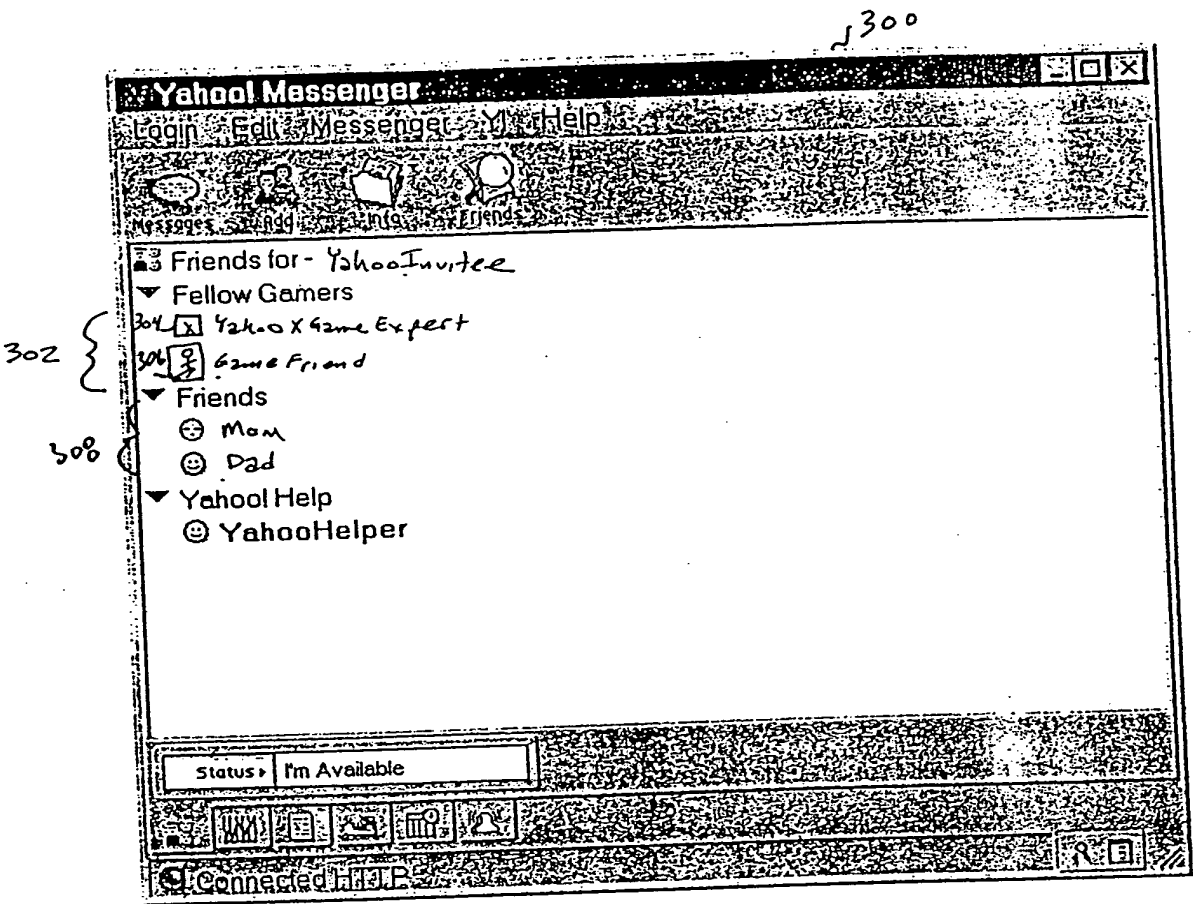 300
Yahoo! Messenger
Login Edit Messenger Y! Help
Messages Add Info Friends
Friends for - YahooInvitee
Fellow Gamers
304 X Yahoo X Game Expert
302
306 Game Friend
Friends
Mom
308
Dad
Yahoo! Help
YahooHelper
Status I'm Available
Connected HTTP